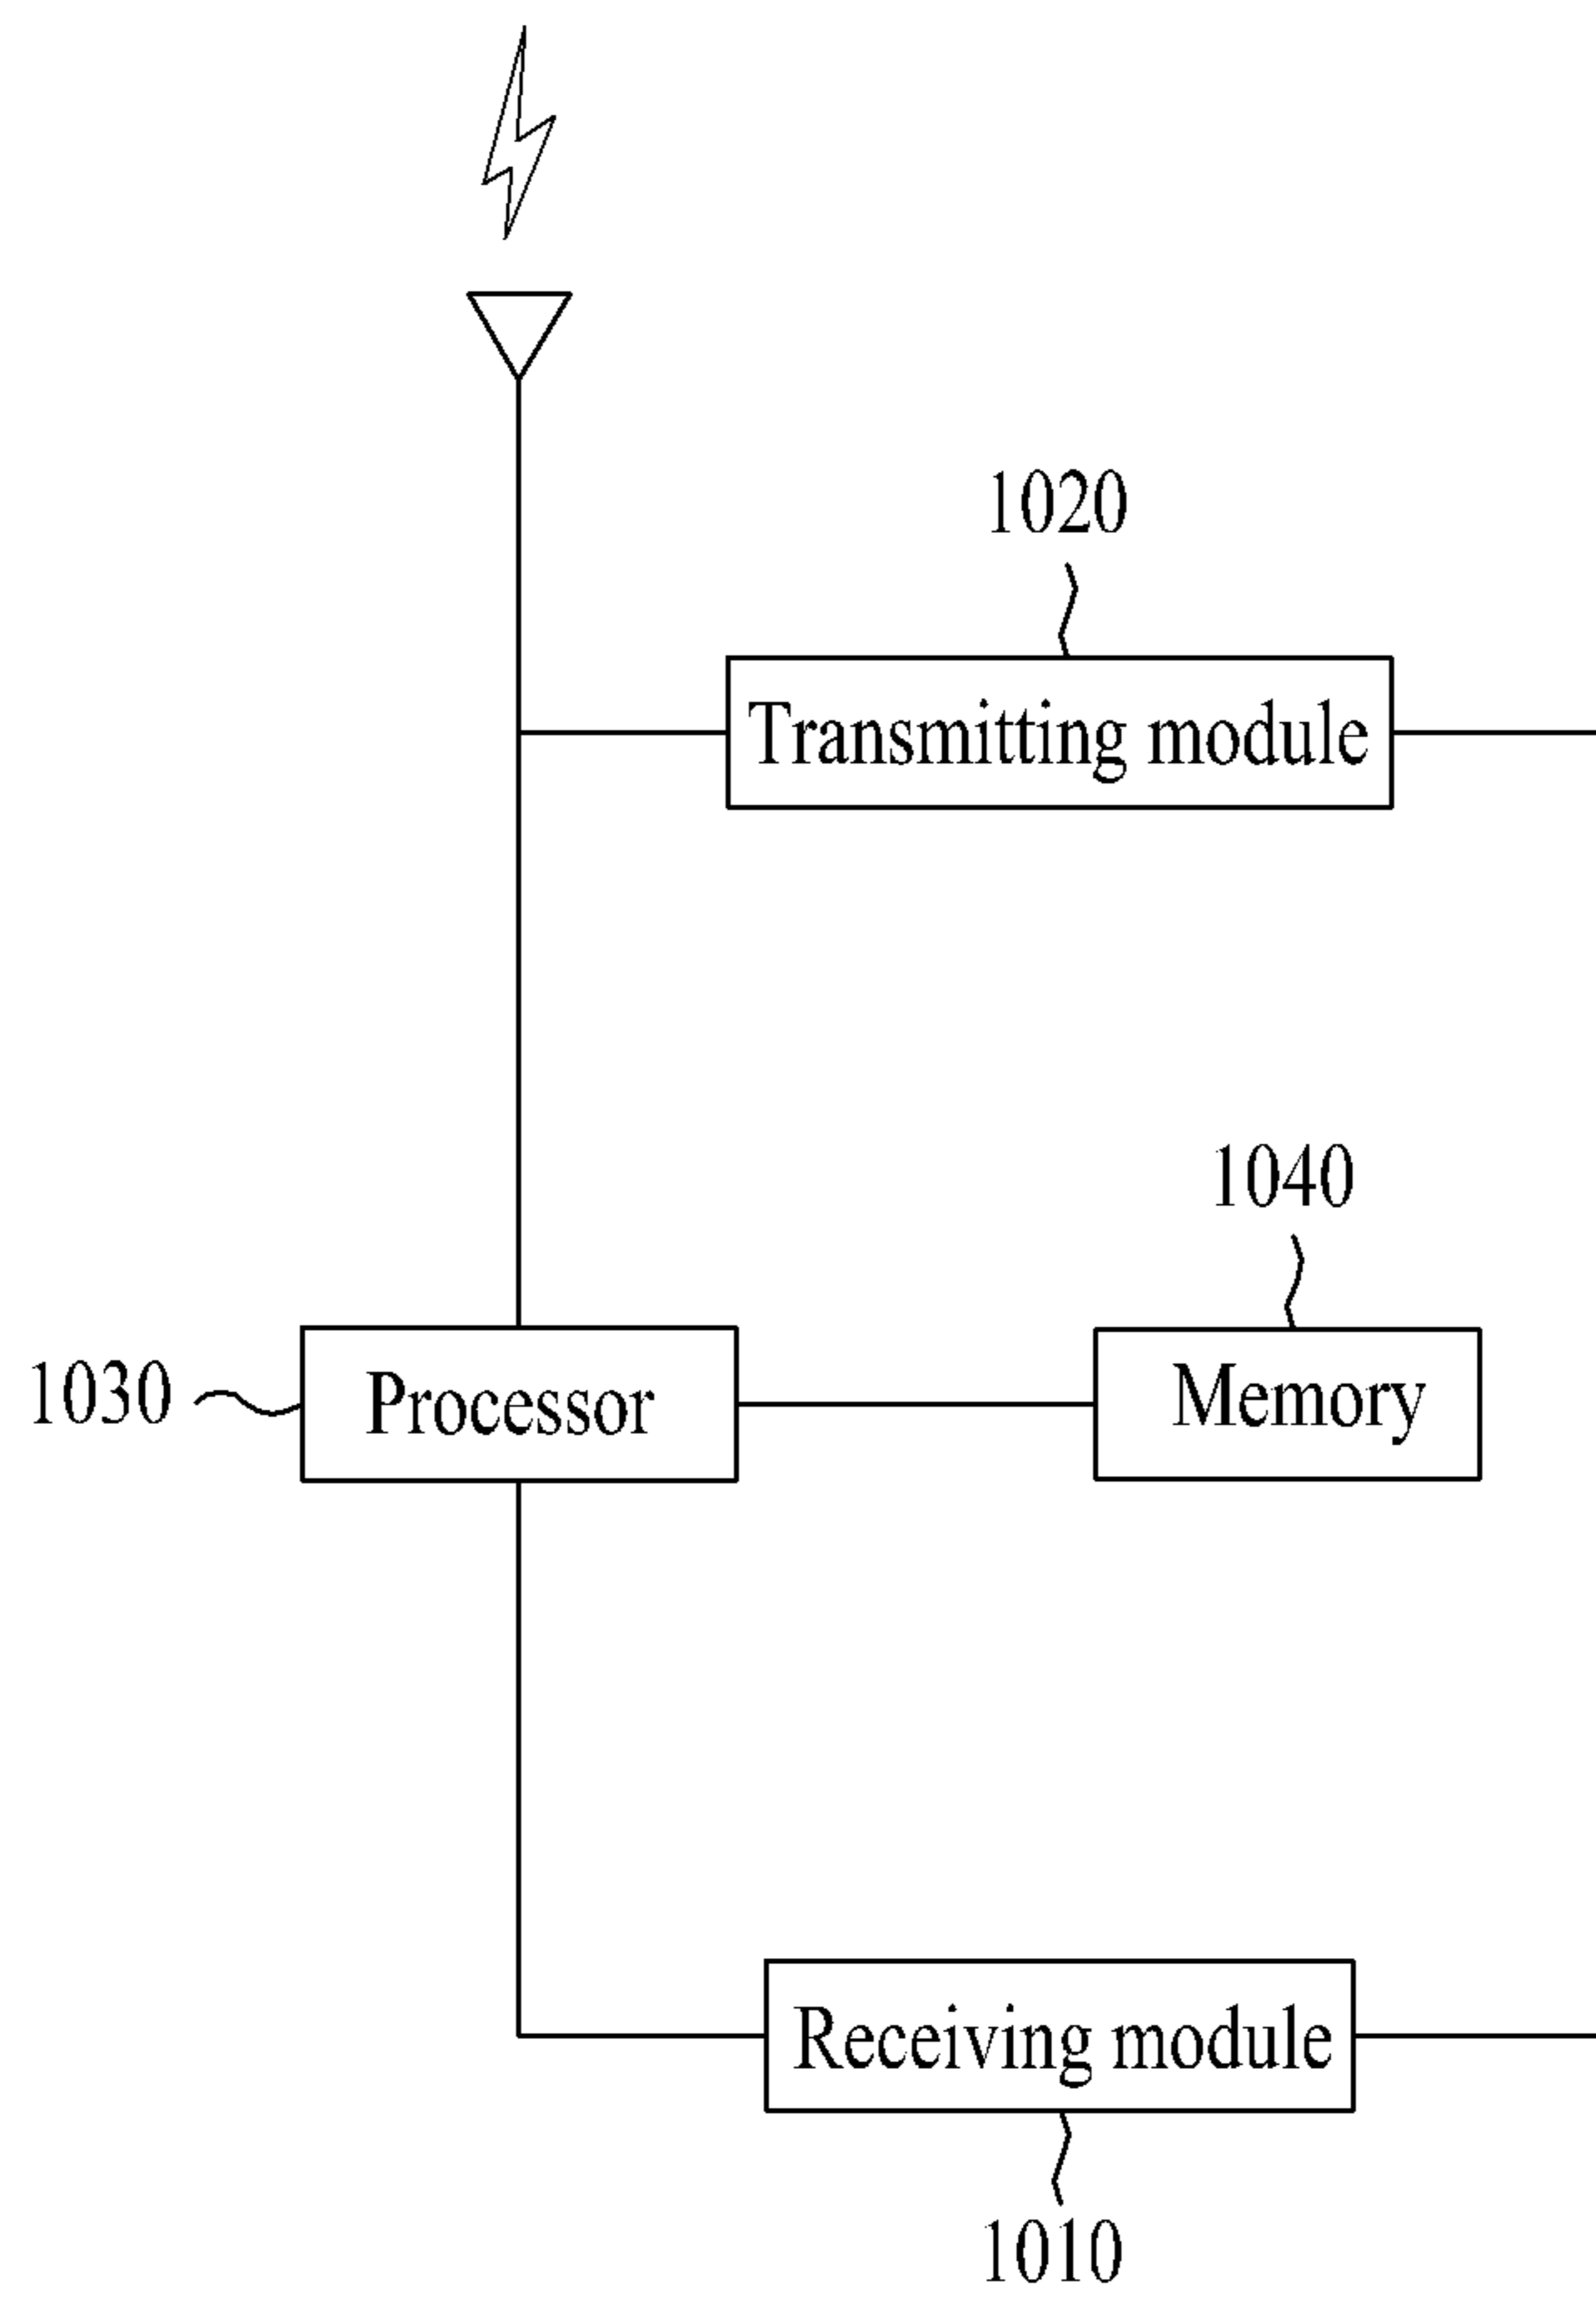 1020
Transmitting module
1040
1030
Processor
Memory
Receiving module
1010